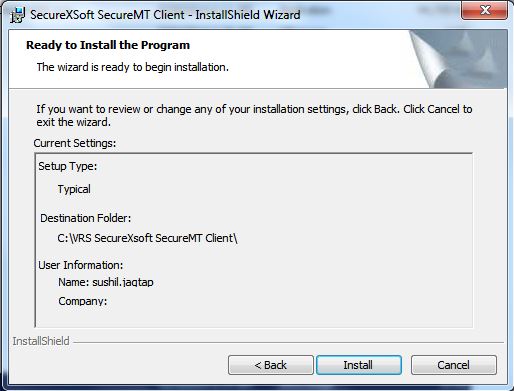 SecureXSoft SecureMT Client - InstallShield Wizard
Ready to Install the Program
The wizard is ready to begin installation.
If you want to review or change any of your installation settings, click Back. Click Cancel to
exit the wizard.
Current Settings:
Setup Type:
Typical
Destination Folder:
C:\VRS SecureXsoft SecureMT Client\
User Information:
Name: sushil.jagtap
Company:
InstallShield
< Back
Install
Cancel